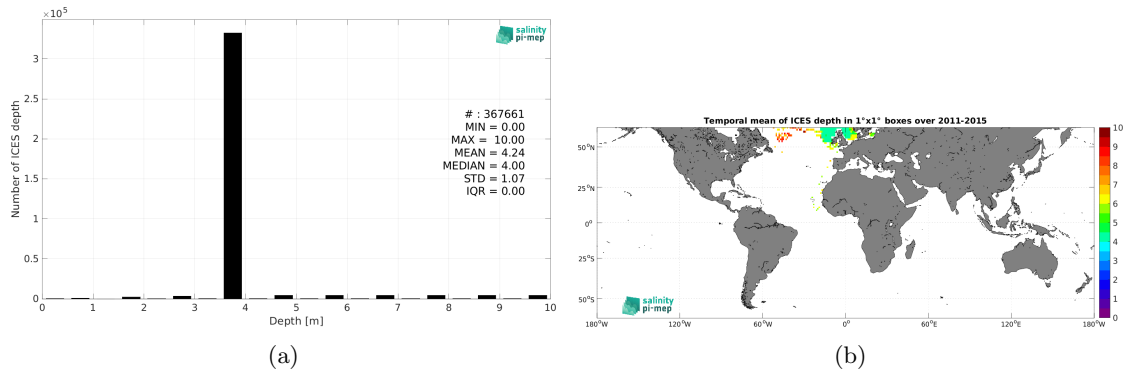 ×10⁵
salinity
pi-mep
3.5
3
2.5
2
1.5
1
0.5
0
Number of ICES depth
# : 367661
MIN = 0.00
MAX = 10.00
MEAN = 4.24
MEDIAN = 4.00
STD = 1.07
IQR = 0.00
0 1 2 3 4 5 6 7 8 9 10
Depth [m]
(a)
Temporal mean of ICES depth in 1°x1° boxes over 2011-2015
50°N
25°N
0°
25°S
50°S
salinity
pi-mep
180°W 120°W 60°W 0°W 60°E 120°E 180°W
10
9
8
7
6
5
4
3
2
1
0
(b)